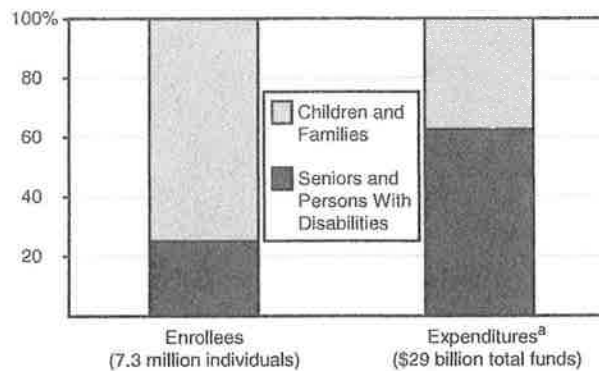 100%
80
60
40
20
Children and
Families
Seniors and
Persons With
Disabilities
Enrollees
(7.3 million individuals)
Expendituresª
($29 billion total funds)